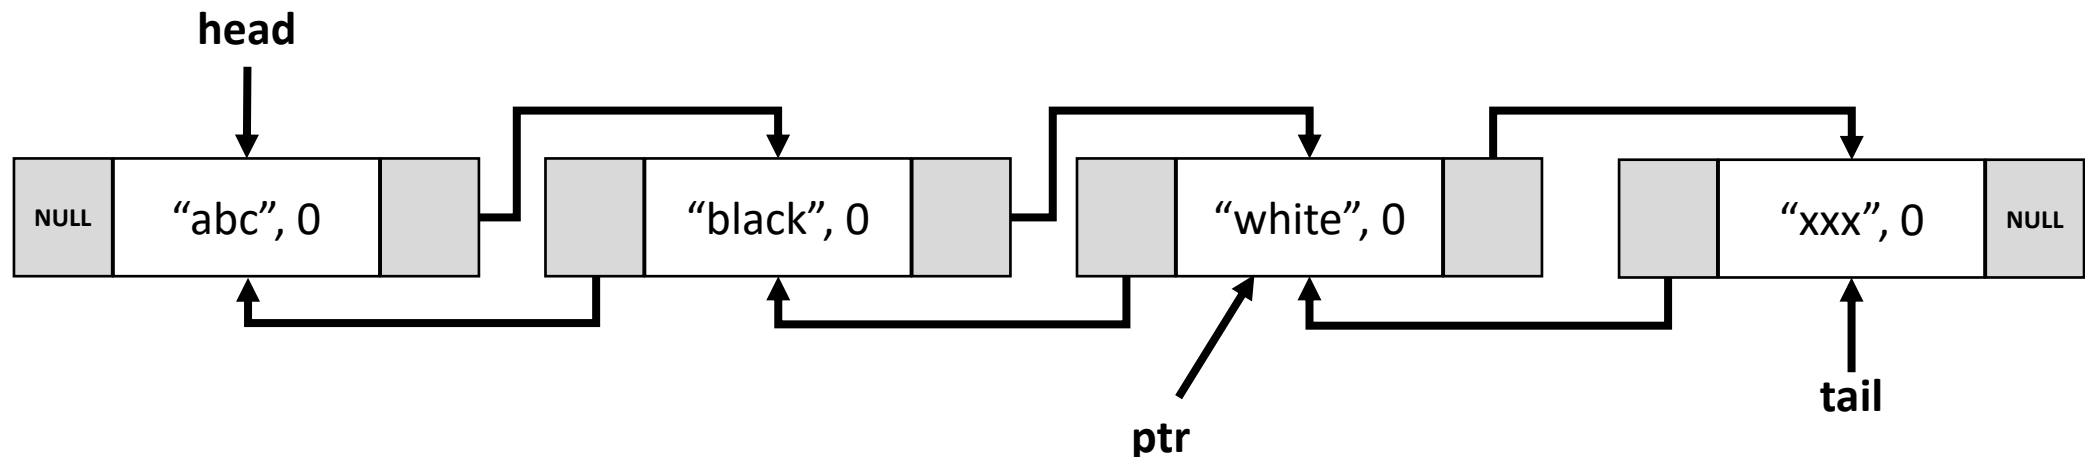 head
NULL
“abc”, 0
“black”, 0
“white”, 0
“xxx”, 0
NULL
tail
ptr